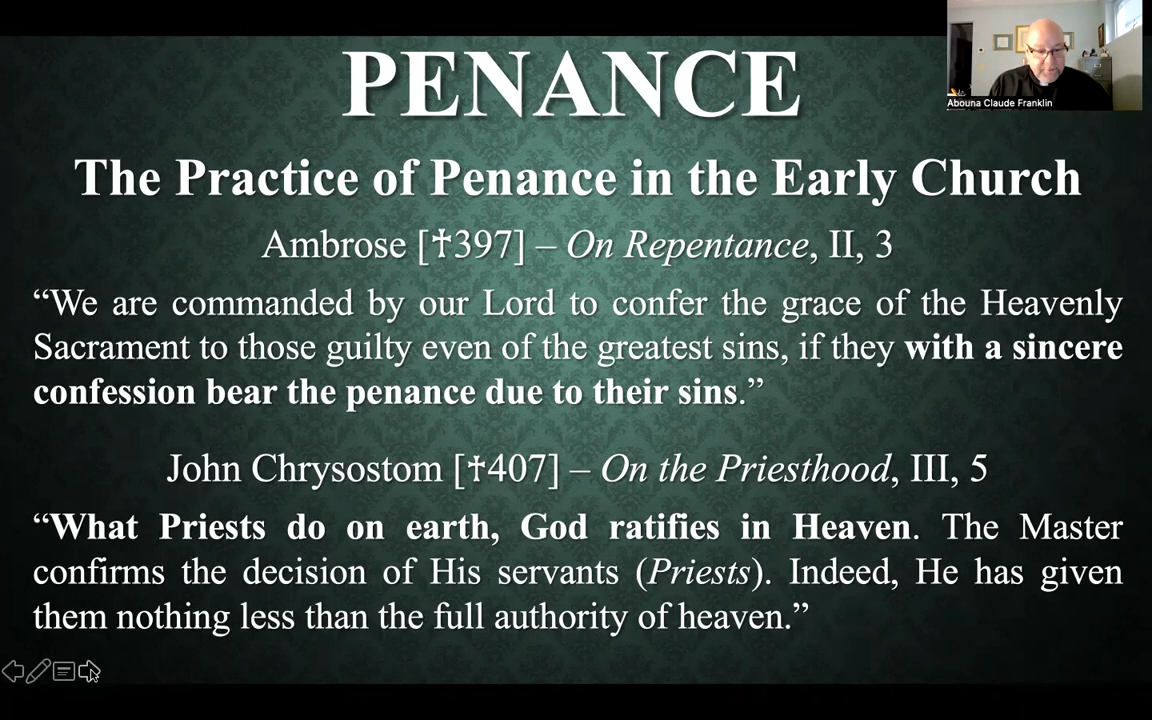 PENANCE
Abouna Claude Franklin
The Practice of Penance in the Early Church
Ambrose [✝397] – On Repentance, II, 3
“We are commanded by our Lord to confer the grace of the Heavenly
Sacrament to those guilty even of the greatest sins, if they with a sincere
confession bear the penance due to their sins.”
John Chrysostom [✝407] – On the Priesthood, III, 5
“What Priests do on earth, God ratifies in Heaven. The Master
confirms the decision of His servants (Priests). Indeed, He has given
them nothing less than the full authority of heaven.”